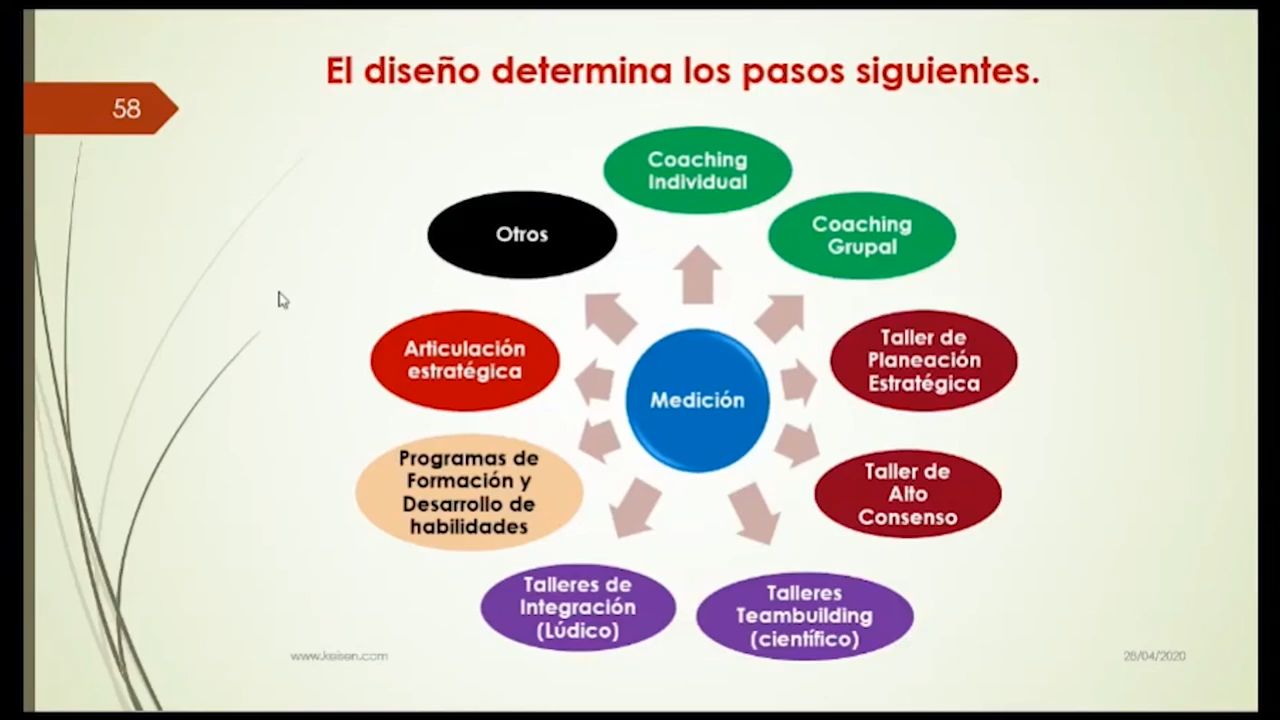 El diseño determina los pasos siguientes.
58
Coaching
Individual
Coaching
Grupal
Otros
Taller de
Planeación
Estratégica
Articulación
estratégica
Medición
Programas de
Formación y
Desarrollo de
habilidades
Taller de
Alto
Consenso
Talleres de
Integración
(Lúdico)
Talleres
Teambuilding
(científico)
www.keisen.com
28/04/2020